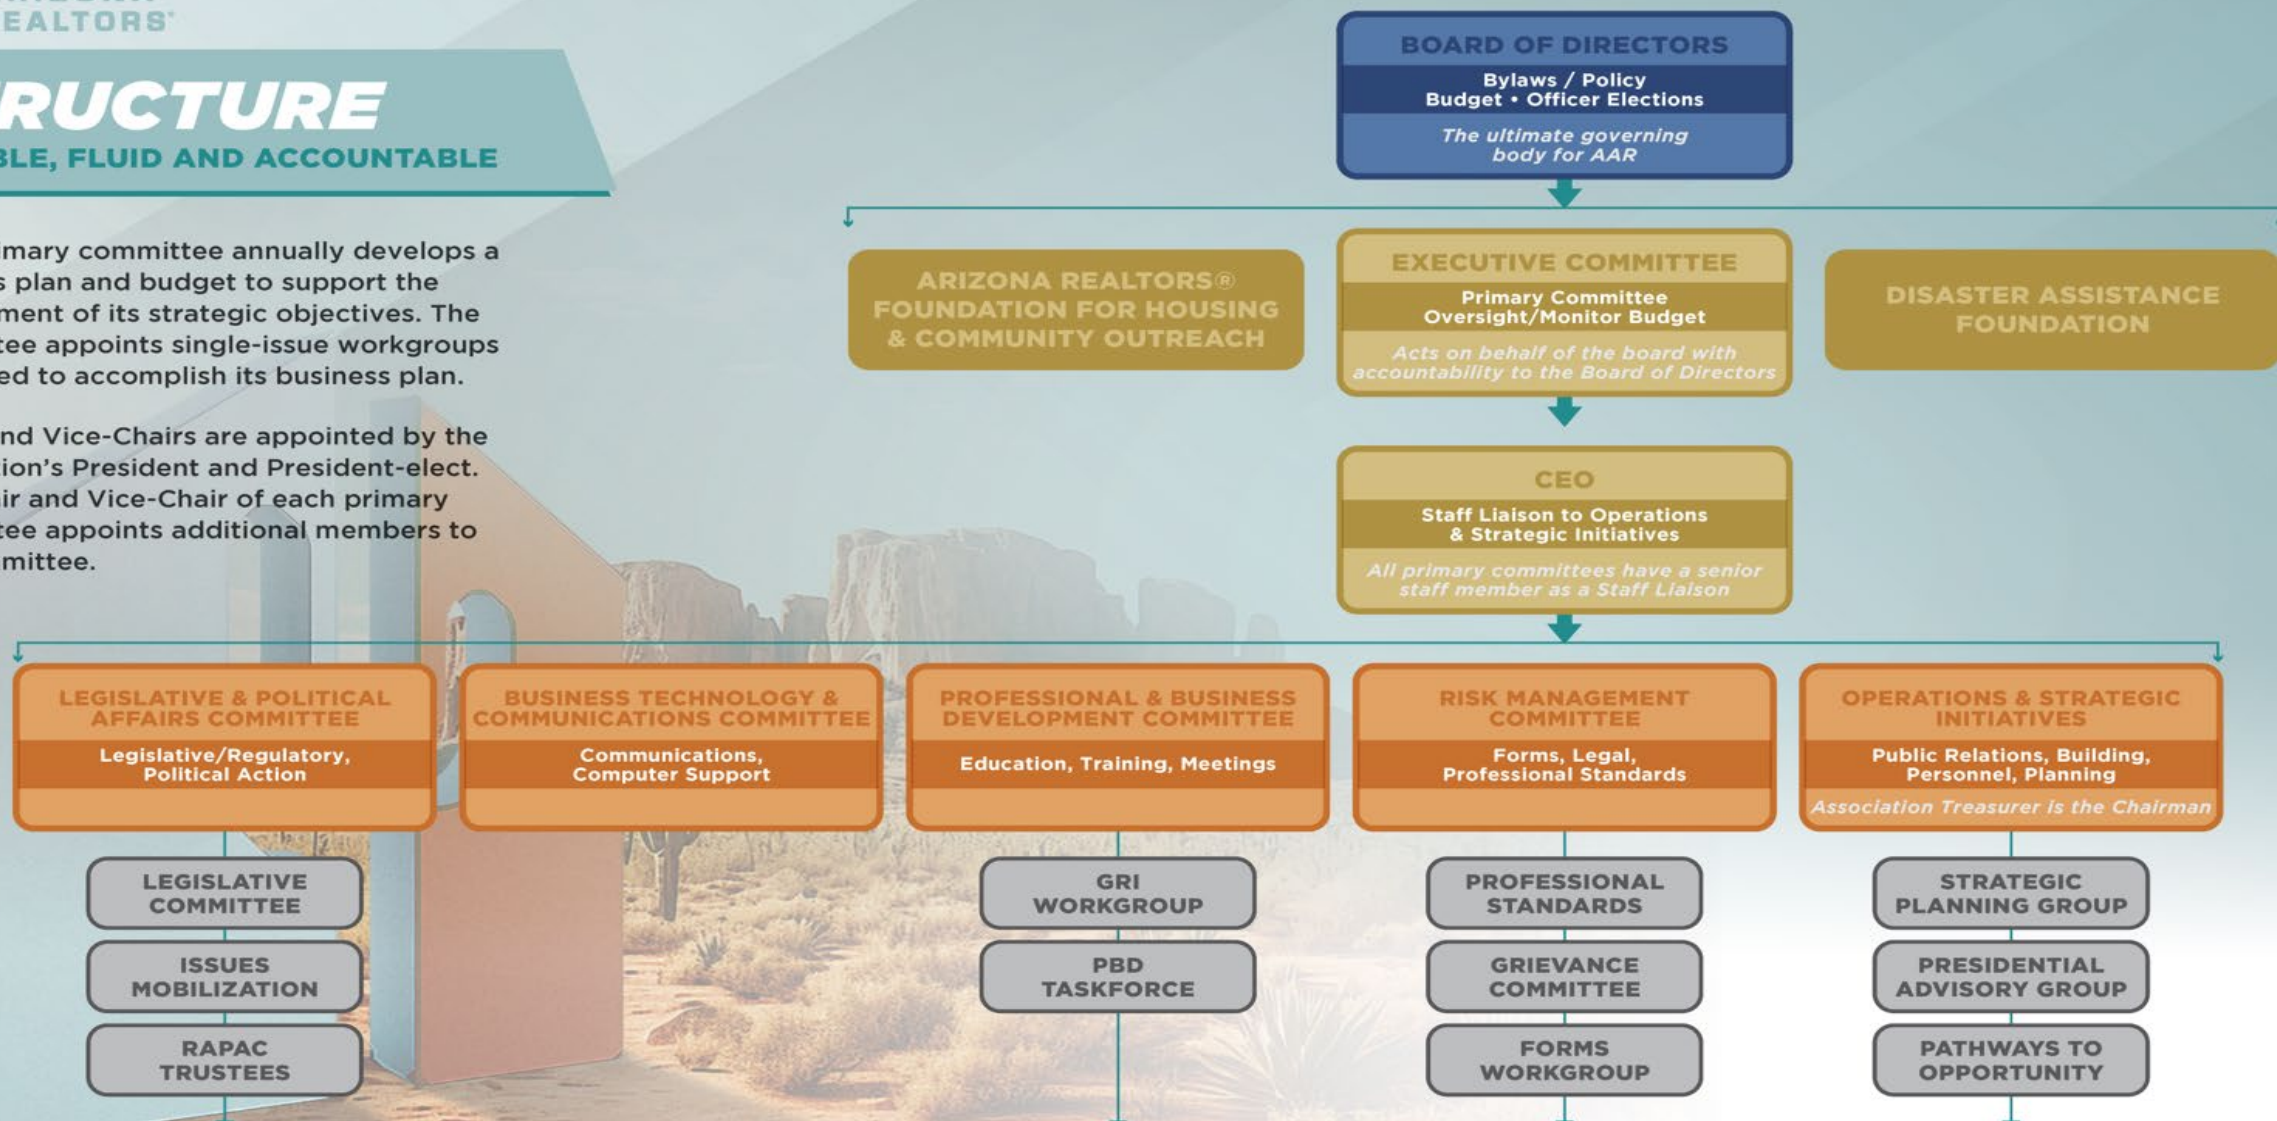 EALTORS
RUCTURE
BLE, FLUID AND ACCOUNTABLE
imary committee annually develops a
s plan and budget to support the
ment of its strategic objectives. The
tee appoints single-issue workgroups
ed to accomplish its business plan.
nd Vice-Chairs are appointed by the
tion’s President and President-elect.
ir and Vice-Chair of each primary
tee appoints additional members to
mmittee.
BOARD OF DIRECTORS
Bylaws / Policy
Budget • Officer Elections
The ultimate governing
body for AAR
ARIZONA REALTORS®
FOUNDATION FOR HOUSING
& COMMUNITY OUTREACH
EXECUTIVE COMMITTEE
Primary Committee
Oversight/Monitor Budget
Acts on behalf of the board with
accountability to the Board of Directors
DISASTER ASSISTANCE
FOUNDATION
CEO
Staff Liaison to Operations
& Strategic Initiatives
All primary committees have a senior
staff member as a Staff Liaison
LEGISLATIVE & POLITICAL
AFFAIRS COMMITTEE
Legislative/Regulatory,
Political Action
BUSINESS TECHNOLOGY &
COMMUNICATIONS COMMITTEE
Communications,
Computer Support
PROFESSIONAL & BUSINESS
DEVELOPMENT COMMITTEE
Education, Training, Meetings
RISK MANAGEMENT
COMMITTEE
Forms, Legal,
Professional Standards
OPERATIONS & STRATEGIC
INITIATIVES
Public Relations, Building,
Personnel, Planning
Association Treasurer is the Chairman
LEGISLATIVE
COMMITTEE
ISSUES
MOBILIZATION
RAPAC
TRUSTEES
GRI
WORKGROUP
PBD
TASKFORCE
PROFESSIONAL
STANDARDS
GRIEVANCE
COMMITTEE
FORMS
WORKGROUP
STRATEGIC
PLANNING GROUP
PRESIDENTIAL
ADVISORY GROUP
PATHWAYS TO
OPPORTUNITY